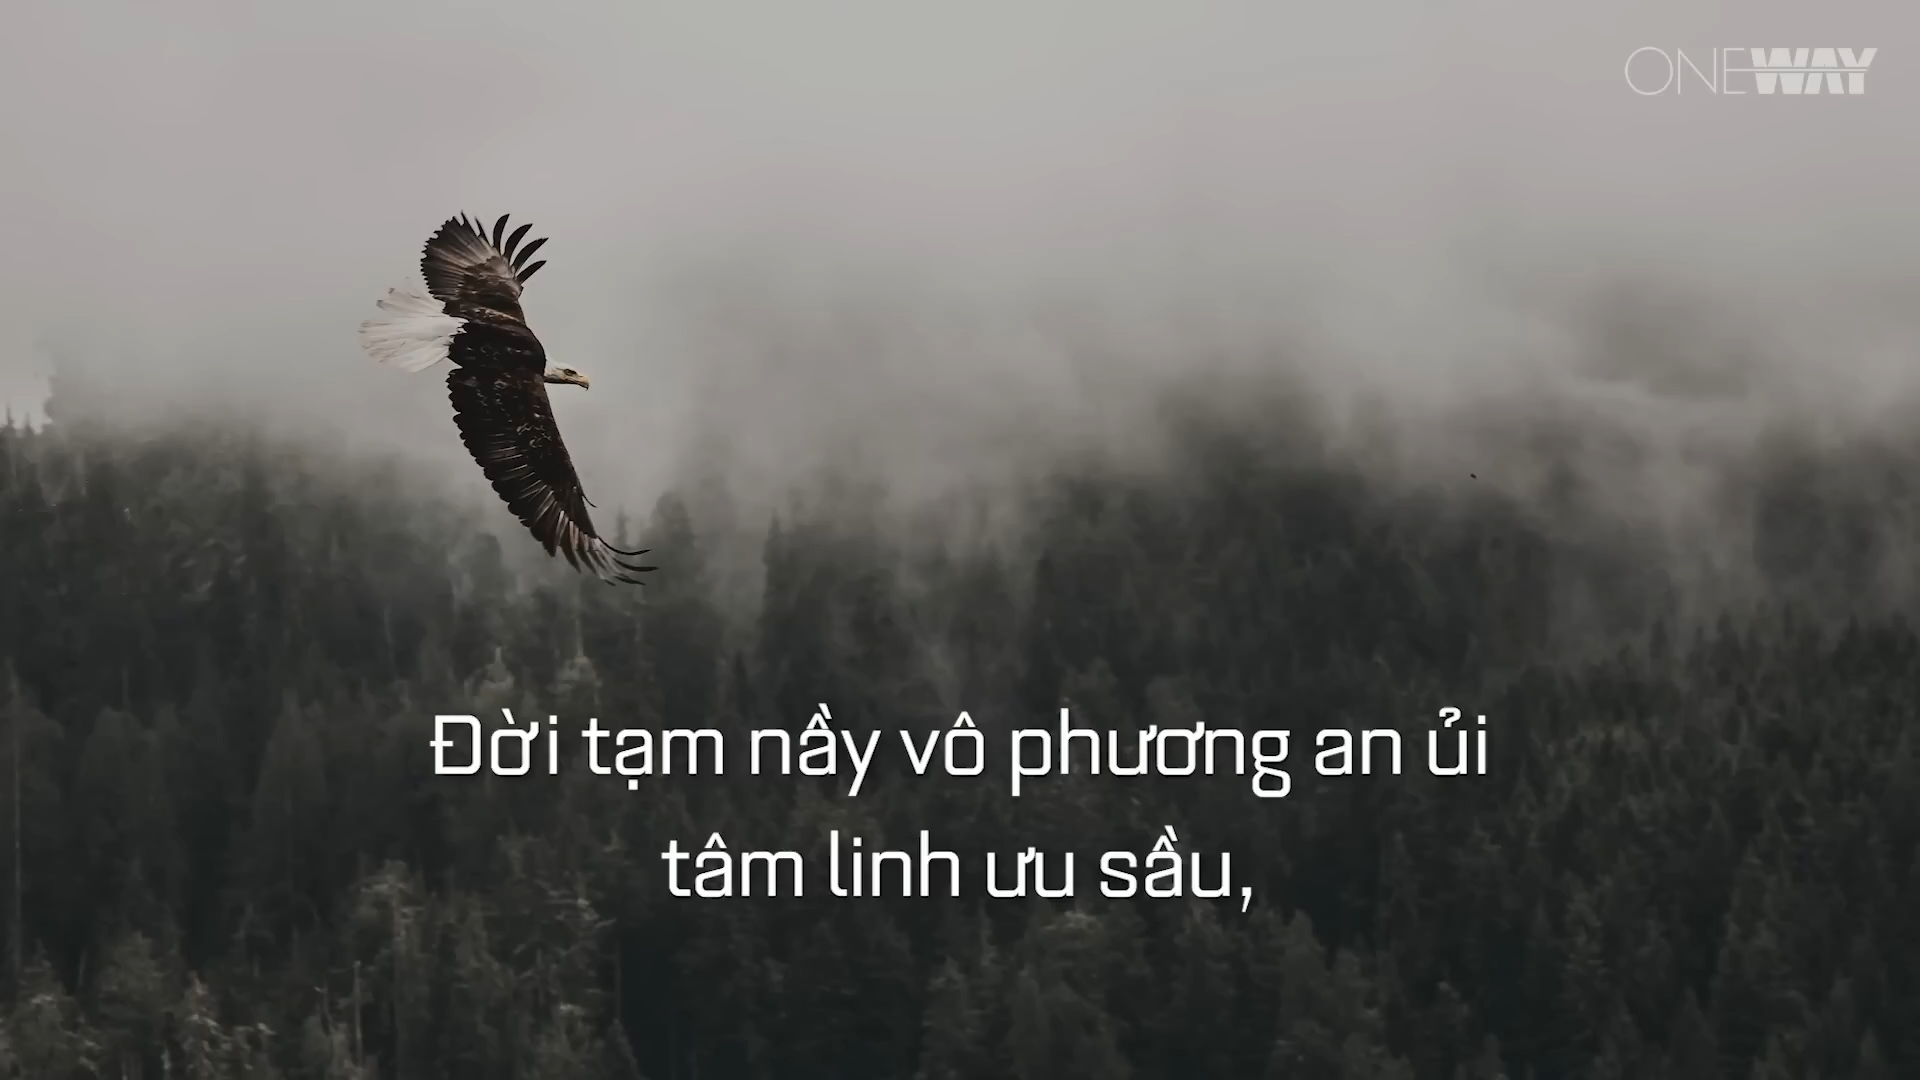 ONEWAY
Đời tạm nầy vô phương an ủi
tâm linh ưu sầu,